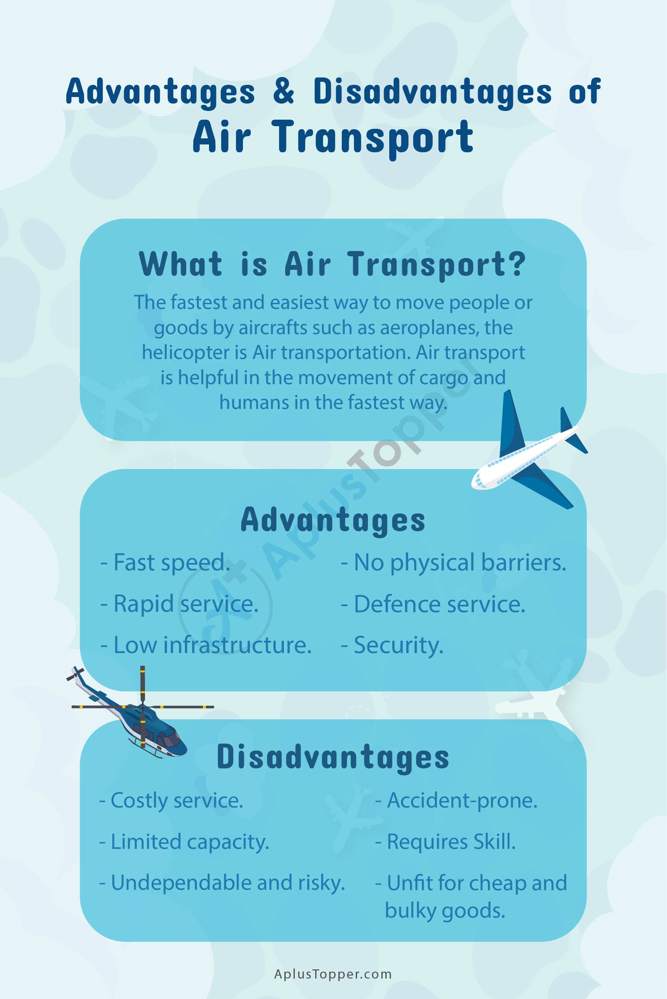 Advantages & Disadvantages of
Air Transport
What is Air Transport?
The fastest and easiest way to move people or
goods by aircrafts such as aeroplanes, the
helicopter is Air transportation. Air transport
is helpful in the movement of cargo and
humans in the fastest way.
AplusTopper
A+
Advantages
- Fast speed.
- Rapid service.
- Low infrastructure.
- No physical barriers.
- Defence service.
- Security.
Disadvantages
- Costly service.
- Limited capacity.
- Undependable and risky.
- Accident-prone.
- Requires Skill.
- Unfit for cheap and
bulky goods.
AplusTopper.com